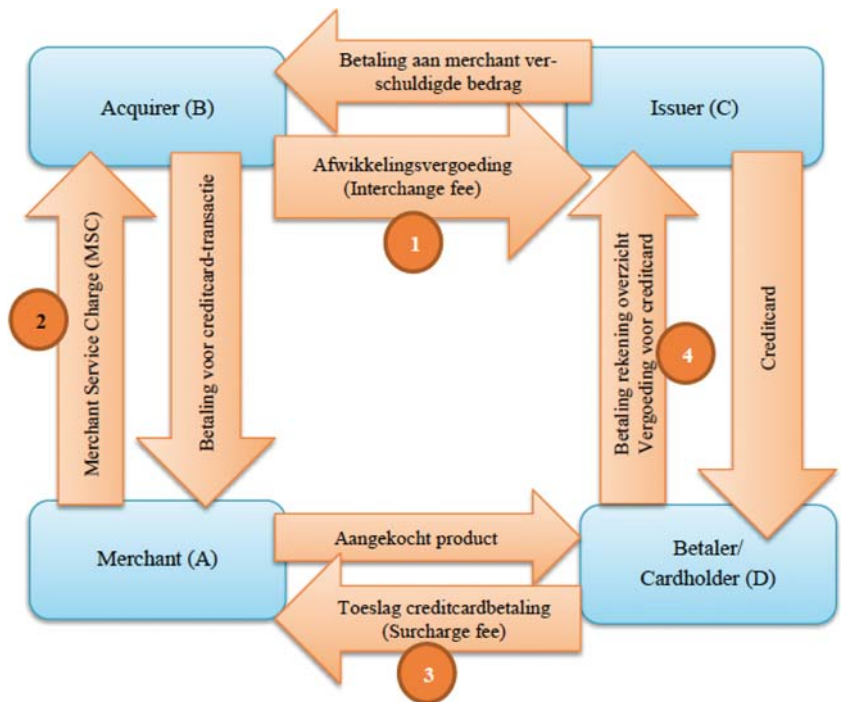 Betaling aan merchant ver-
schuldigde bedrag
Acquirer (B)
Issuer (C)
Afwikkelingsvergoeding
(Interchange fee)
1
2
Merchant Service Charge (MSC)
Betaling voor creditcard-transactie
Betaling rekening overzicht
Vergoeding voor creditcard
4
Creditcard
Merchant (A)
Aangekocht product
Betaler/
Cardholder (D)
Toeslag creditcardbetaling
(Surcharge fee)
3